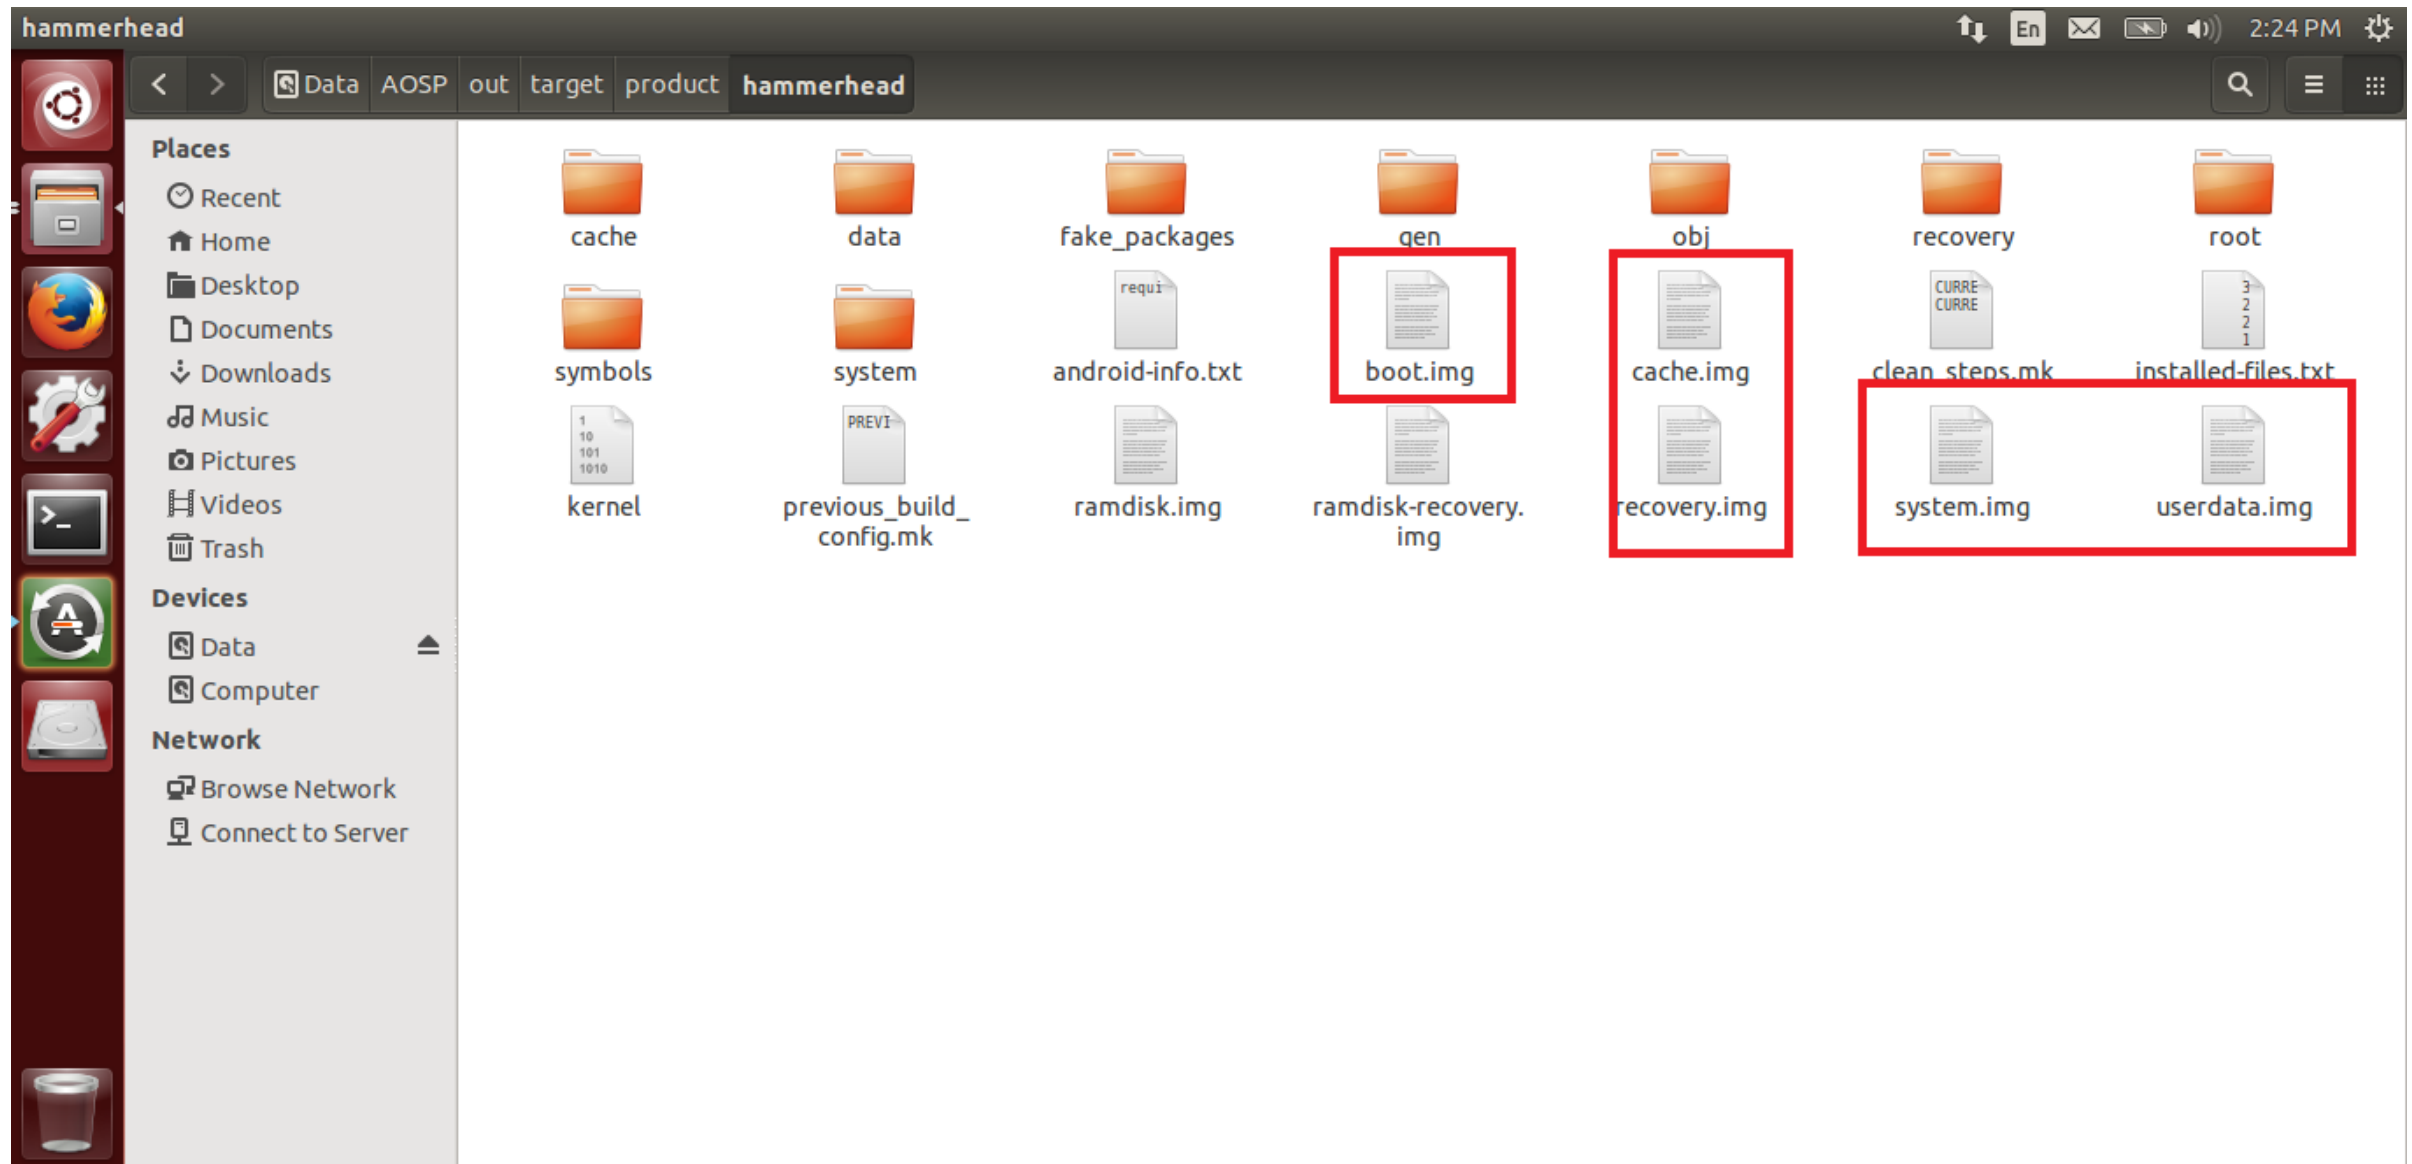 hammerhead
En
2:24 PM
Data AOSP out target product hammerhead
Places
Recent
Home
Desktop
Documents
Downloads
Music
Pictures
Videos
Trash
Devices
Data
Computer
Network
Browse Network
Connect to Server
cache data fake_packages gen obj recovery root
requi
CURRE
CURRE
3
2
2
1
symbols system android-info.txt boot.img cache.img clean_steps.mk installed-files.txt
1
10
101
1010
PREVI
kernel previous_build_ ramdisk.img ramdisk-recovery. recovery.img system.img userdata.img
config.mk img